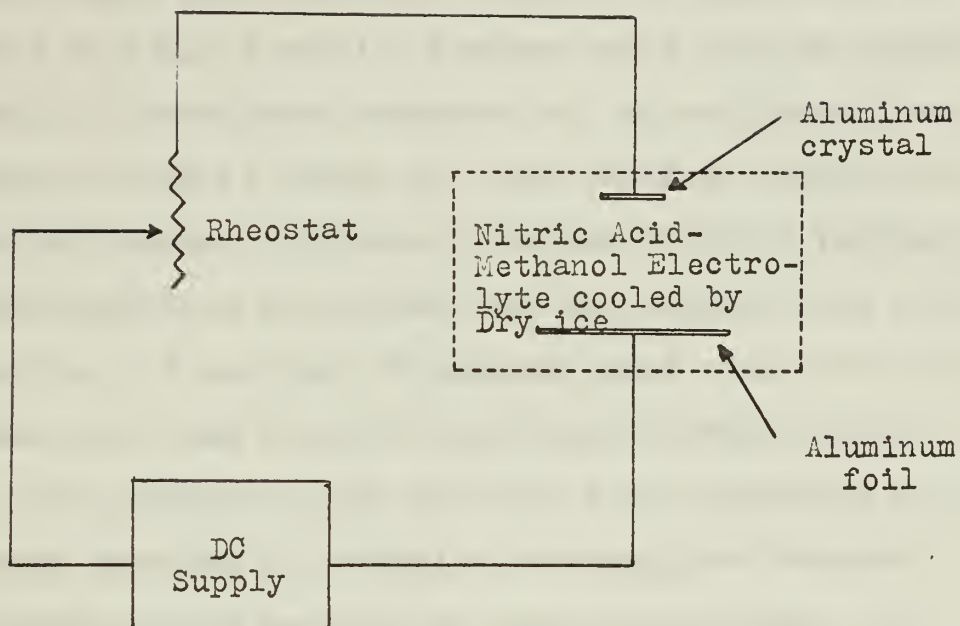 Aluminum
crystal
Rheostat
Nitric Acid-
Methanol Electro-
lyte cooled by
Dry ice
Aluminum
foil
DC
Supply